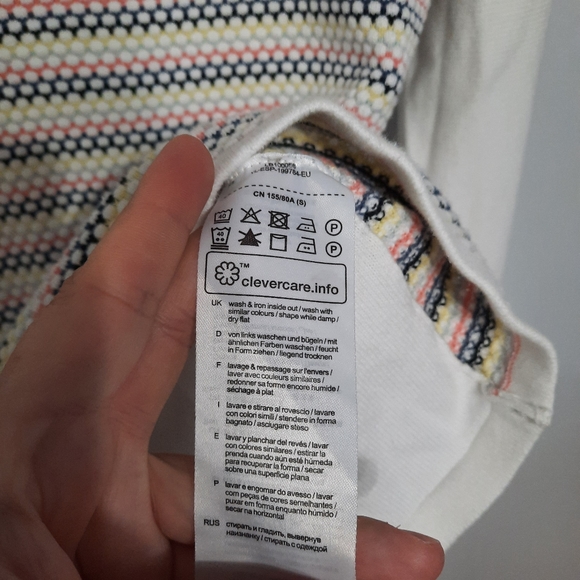 -EU
CN 155/80A (S)
40 P
40 P
TM
clevercare.info
UK wash & iron inside out / wash with
similar colours / shape while damp /
dry flat
D von links waschen und bügeln / mit
ähnlichen Farben waschen / feucht
in Form ziehen / liegend trocknen
F lavage & repassage sur l'envers /
laver avec couleurs similaires /
redonner sa forme encore humide /
séchage à plat
I lavare e stirare al rovescio / lavare
con colori simili / stendere in forma
bagnato / asciugare steso
E lavar y planchar del revés / lavar
con colores similares / estirar la
prenda cuando aún esté húmeda
para recuperar la forma / secar
sobre una superficie plana
P lavar e engomar do avesso / lavar
com peças de cores semelhantes /
puxar em forma enquanto húmido /
secar na horizontal
RUS стирать и гладить, вывернув
наизнанку / стирать с одеждой